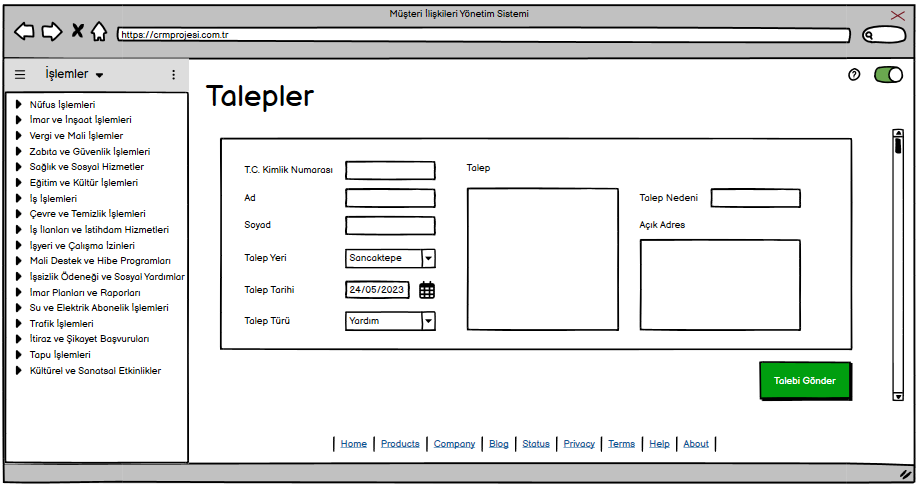 Müşteri İlişkileri Yönetim Sistemi
https://crmprojesi.com.tr
İşlemler
Nüfus İşlemleri
İmar ve İnşaat İşlemleri
Vergi ve Mali İşlemler
Zabıta ve Güvenlik İşlemleri
Sağlık ve Sosyal Hizmetler
Eğitim ve Kültür İşlemleri
İş İşlemleri
Çevre ve Temizlik İşlemleri
İş İlanları ve İstihdam Hizmetleri
İşyeri ve Çalışma İzinleri
Mali Destek ve Hibe Programları
İşsizlik Ödeneği ve Sosyal Yardımlar
İmar Planları ve Raporları
Su ve Elektrik Abonelik İşlemleri
Trafik İşlemleri
İtiraz ve Şikayet Başvuruları
Tapu İşlemleri
Kültürel ve Sanatsal Etkinlikler
Talepler
T.C. Kimlik Numarası
Ad
Soyad
Talep Yeri Sancaktepe
Talep Tarihi 24/05/2023
Talep Türü Yardım
Talep
Talep Nedeni
Açık Adres
Talebi Gönder
Home | Products | Company | Blog | Status | Privacy | Terms | Help | About